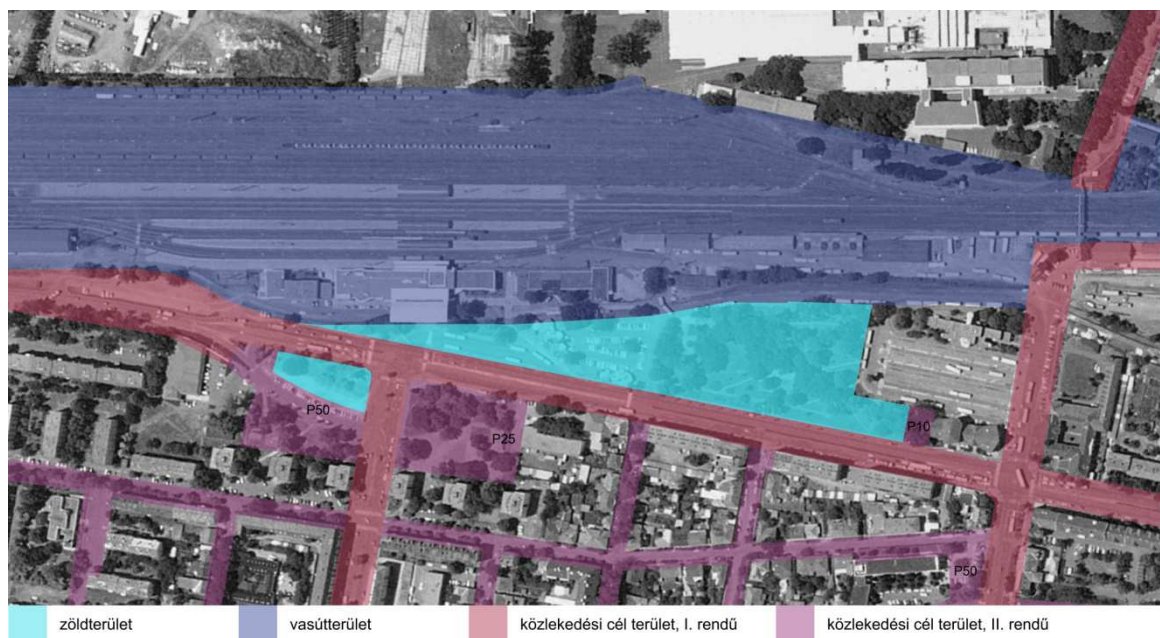 P50
P25
P10
P50
zöldterület
vasútterület
közlekedési cél terület, I. rendű
közlekedési cél terület, II. rendű